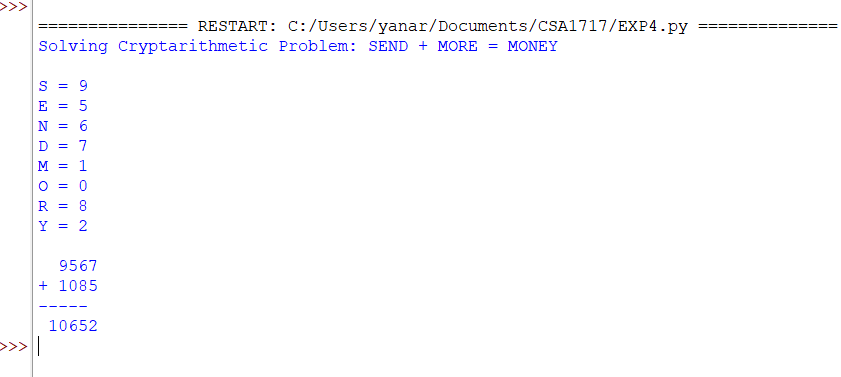 >>>
=============== RESTART: C:/Users/yanar/Documents/CSA1717/EXP4.py ==============
Solving Cryptarithmetic Problem: SEND + MORE = MONEY

S = 9
E = 5
N = 6
D = 7
M = 1
O = 0
R = 8
Y = 2

  9567
+ 1085
-----
 10652
>>>